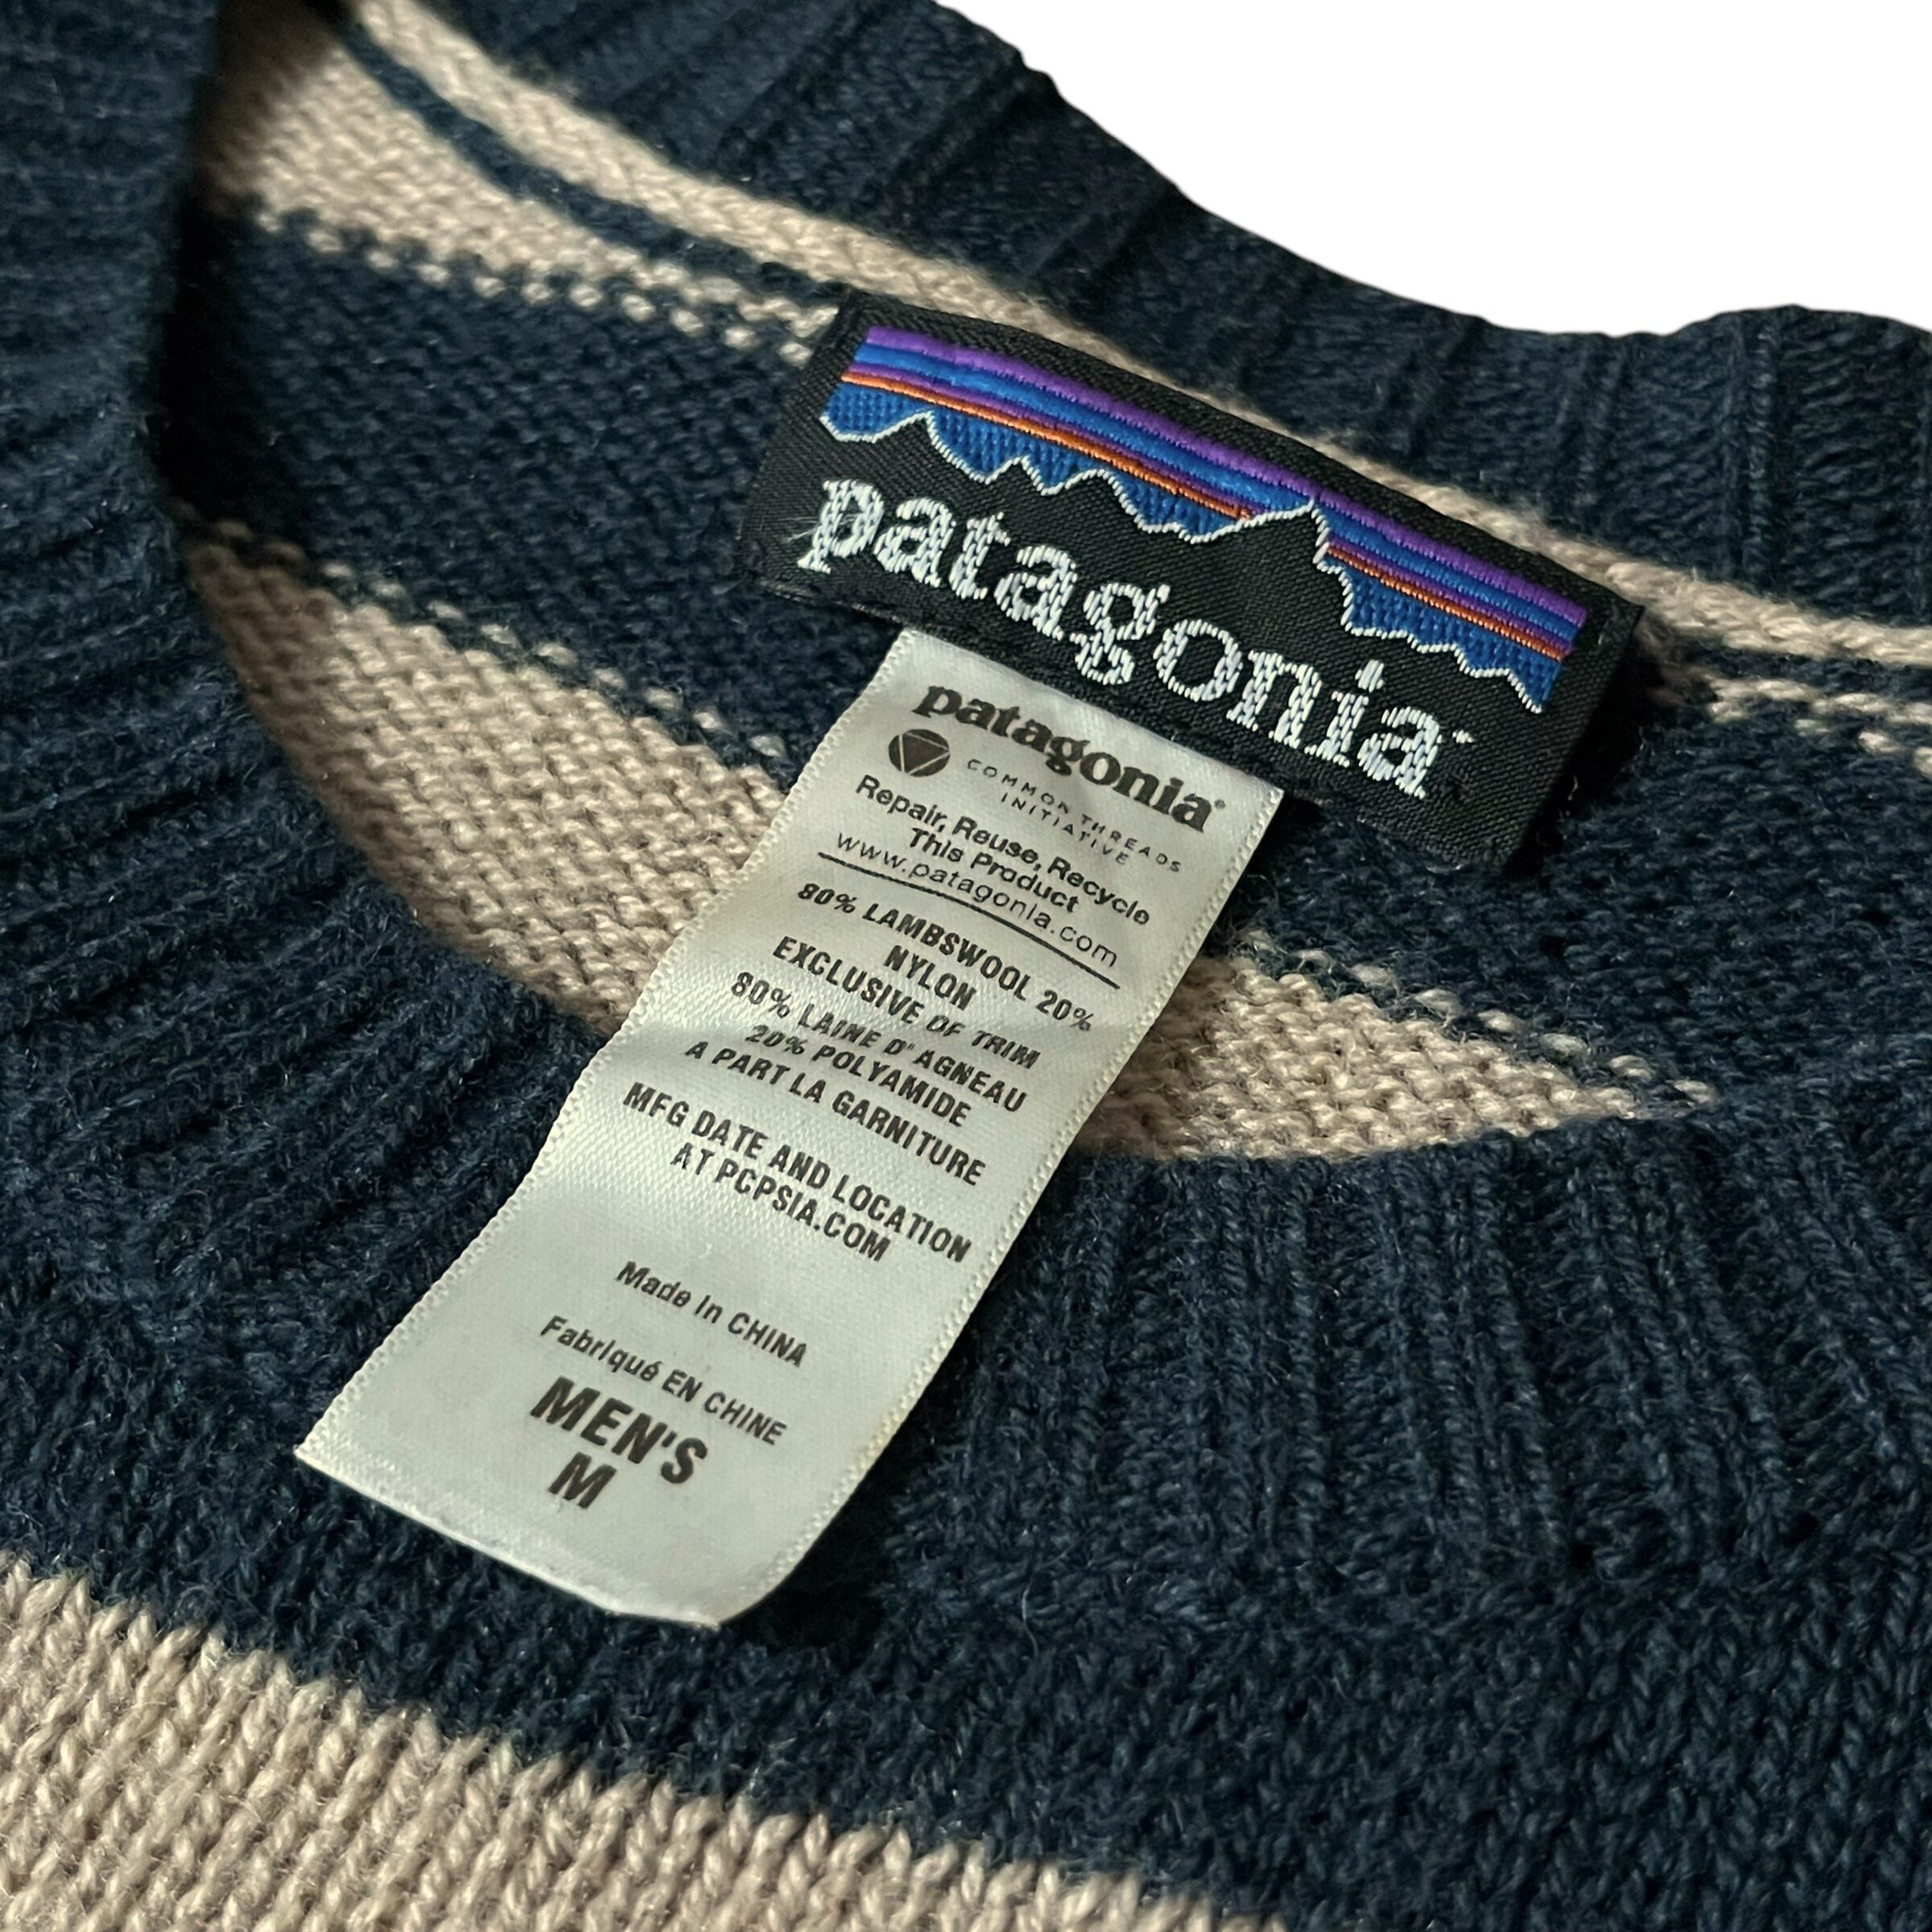 patagonia
patagonia®
COMMON THREADS
INITIATIVE
Repair, Reuse, Recycle
This Product
www.patagonia.com
80% LAMBSWOOL 20%
NYLON
EXCLUSIVE OF TRIM
80% LAINE D'AGNEAU
20% POLYAMIDE
A PART LA GARNITURE
MFG DATE AND LOCATION
AT PCPSIA.COM
Made in CHINA
Fabriqué EN CHINE
MEN'S
M